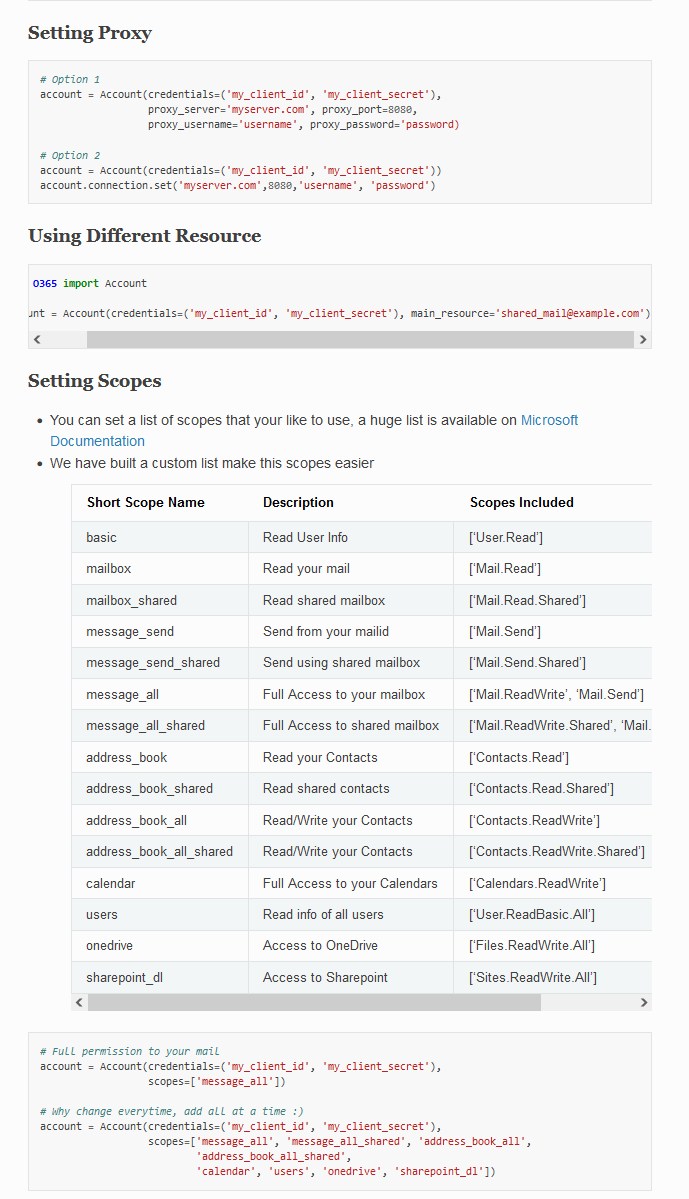 Setting Proxy
# Option 1
account = Account(credentials=('my_client_id', 'my_client_secret'),
proxy_server='myserver.com', proxy_port=8080,
proxy_username='username', proxy_password='password)
# Option 2
account = Account(credentials=('my_client_id', 'my_client_secret'))
account.connection.set('myserver.com',8080,'username', 'password')
Using Different Resource
O365 import Account
unt = Account(credentials=('my_client_id', 'my_client_secret'), main_resource='shared_mail@example.com')
Setting Scopes
• You can set a list of scopes that your like to use, a huge list is available on Microsoft
Documentation
• We have built a custom list make this scopes easier
Short Scope Name Description Scopes Included
basic Read User Info [‘User.Read’]
mailbox Read your mail [‘Mail.Read’]
mailbox_shared Read shared mailbox [‘Mail.Read.Shared’]
message_send Send from your mailid [‘Mail.Send’]
message_send_shared Send using shared mailbox [‘Mail.Send.Shared’]
message_all Full Access to your mailbox [‘Mail.ReadWrite’, ‘Mail.Send’]
message_all_shared Full Access to shared mailbox [‘Mail.ReadWrite.Shared’, ‘Mail.
address_book Read your Contacts [‘Contacts.Read’]
address_book_shared Read shared contacts [‘Contacts.Read.Shared’]
address_book_all Read/Write your Contacts [‘Contacts.ReadWrite’]
address_book_all_shared Read/Write your Contacts [‘Contacts.ReadWrite.Shared’]
calendar Full Access to your Calendars [‘Calendars.ReadWrite’]
users Read info of all users [‘User.ReadBasic.All’]
onedrive Access to OneDrive [‘Files.ReadWrite.All’]
sharepoint_dl Access to Sharepoint [‘Sites.ReadWrite.All’]
# Full permission to your mail
account = Account(credentials=('my_client_id', 'my_client_secret'),
scopes=['message_all'])
# Why change everytime, add all at a time :)
account = Account(credentials=('my_client_id', 'my_client_secret'),
scopes=['message_all', 'message_all_shared', 'address_book_all',
'address_book_all_shared',
'calendar', 'users', 'onedrive', 'sharepoint_dl'])